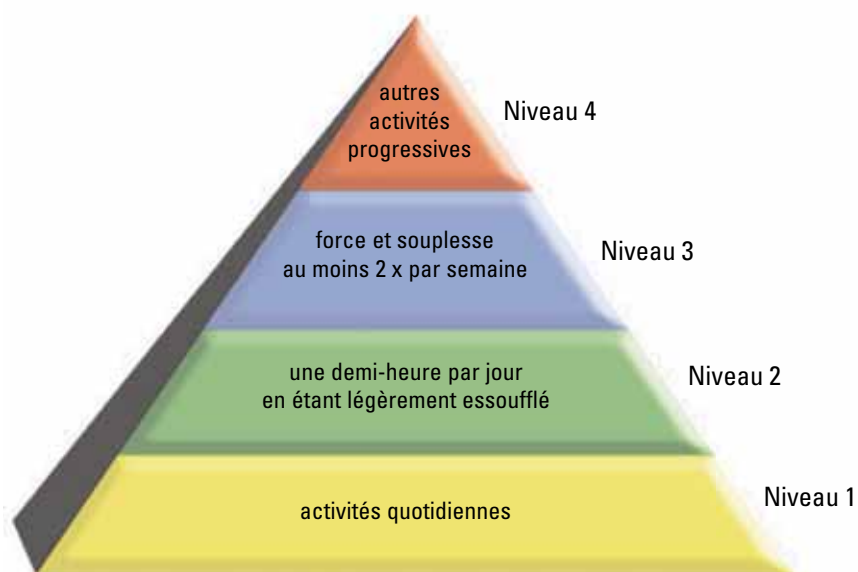 autres
activités
progressives
Niveau 4
force et souplesse
au moins 2 x par semaine
Niveau 3
une demi-heure par jour
en étant légèrement essoufflé
Niveau 2
activités quotidiennes
Niveau 1